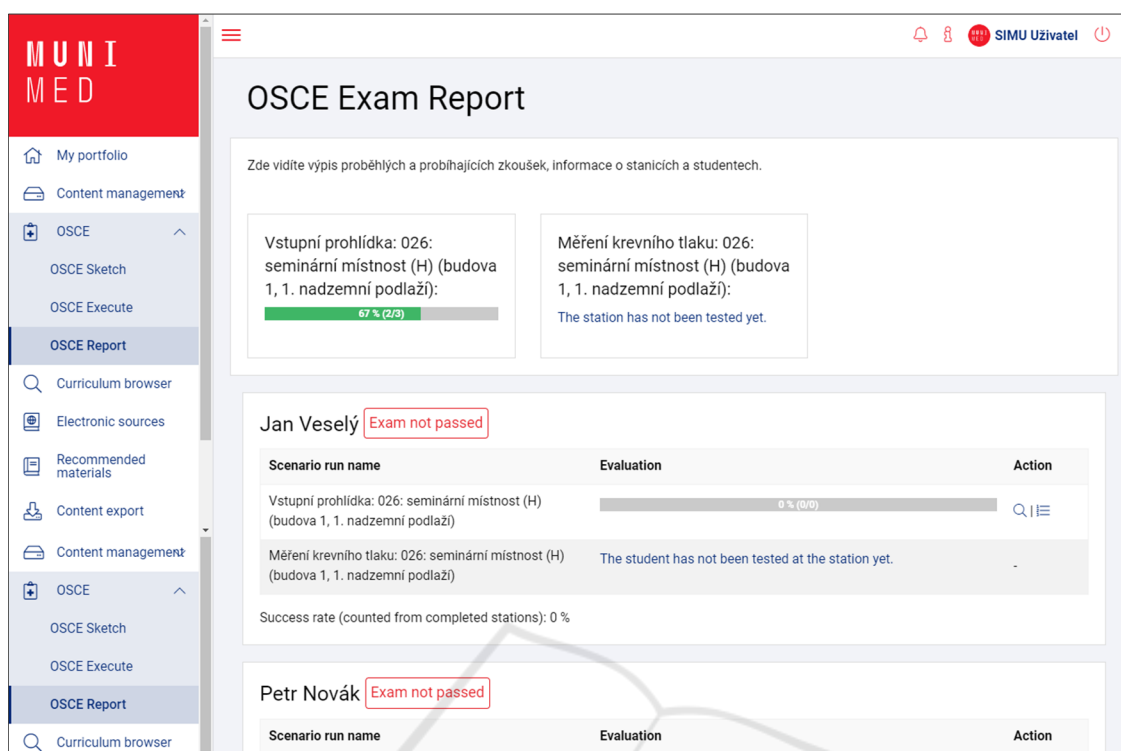 MUNI
MED
My portfolio
Content management
OSCE
OSCE Sketch
OSCE Execute
OSCE Report
Curriculum browser
Electronic sources
Recommended
materials
Content export
Content management
OSCE
OSCE Sketch
OSCE Execute
OSCE Report
Curriculum browser
SIMU Uživatel
OSCE Exam Report
Zde vidíte výpis proběhlých a probíhajících zkoušek, informace o stanicích a studentech.
Vstupní prohlídka: 026:
seminární místnost (H) (budova
1, 1. nadzemní podlaží):
67 % (2/3)
Měření krevního tlaku: 026:
seminární místnost (H) (budova
1, 1. nadzemní podlaží):
The station has not been tested yet.
Jan Veselý Exam not passed
Scenario run name Evaluation Action
Vstupní prohlídka: 026: seminární místnost (H)
(budova 1, 1. nadzemní podlaží)
0 % (0/0)
|
Měření krevního tlaku: 026: seminární místnost (H)
(budova 1, 1. nadzemní podlaží)
The student has not been tested at the station yet.
-
Success rate (counted from completed stations): 0 %
Petr Novák Exam not passed
Scenario run name Evaluation Action